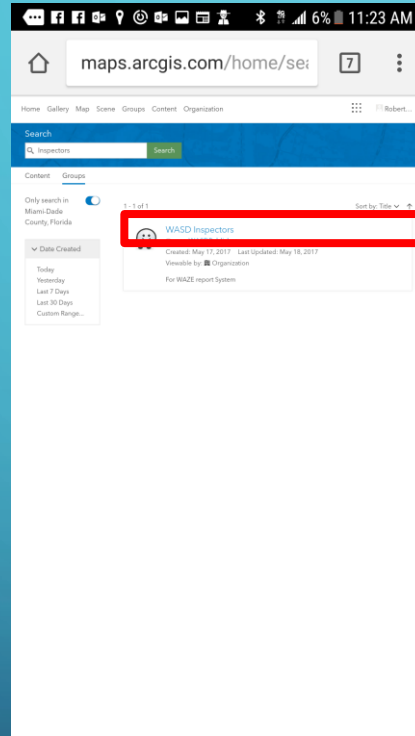 6% 11:23 AM
maps.arcgis.com/home/sea
7
Home Gallery Map Scene Groups Content Organization
Robert...
Search
Inspectors
Search
Content Groups
Only search in
Miami-Dade
County, Florida
1 - 1 of 1
Sort by: Title
WASD Inspectors
Date Created
Created: May 17, 2017 Last Updated: May 18, 2017
Viewable by: Organization
Today
Yesterday
Last 7 Days
Last 30 Days
Custom Range...
For WAZE report System